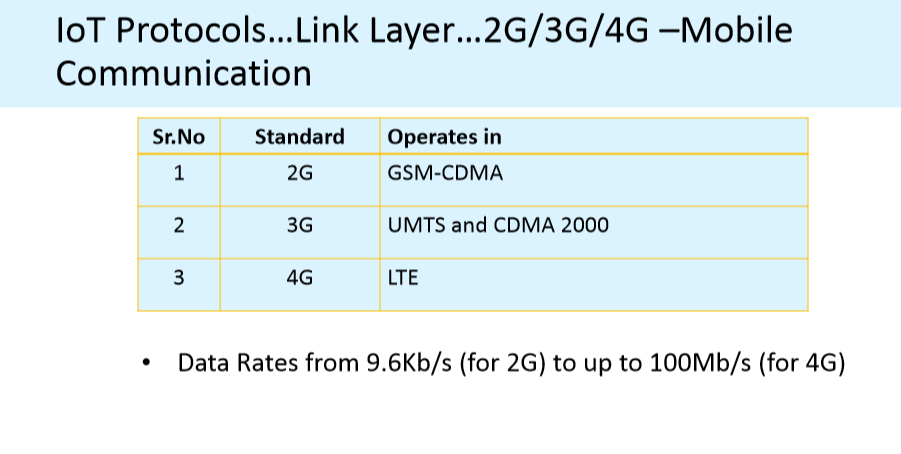 IoT Protocols...Link Layer...2G/3G/4G –Mobile
Communication
Sr.No Standard Operates in
1 2G GSM-CDMA
2 3G UMTS and CDMA 2000
3 4G LTE
• Data Rates from 9.6Kb/s (for 2G) to up to 100Mb/s (for 4G)